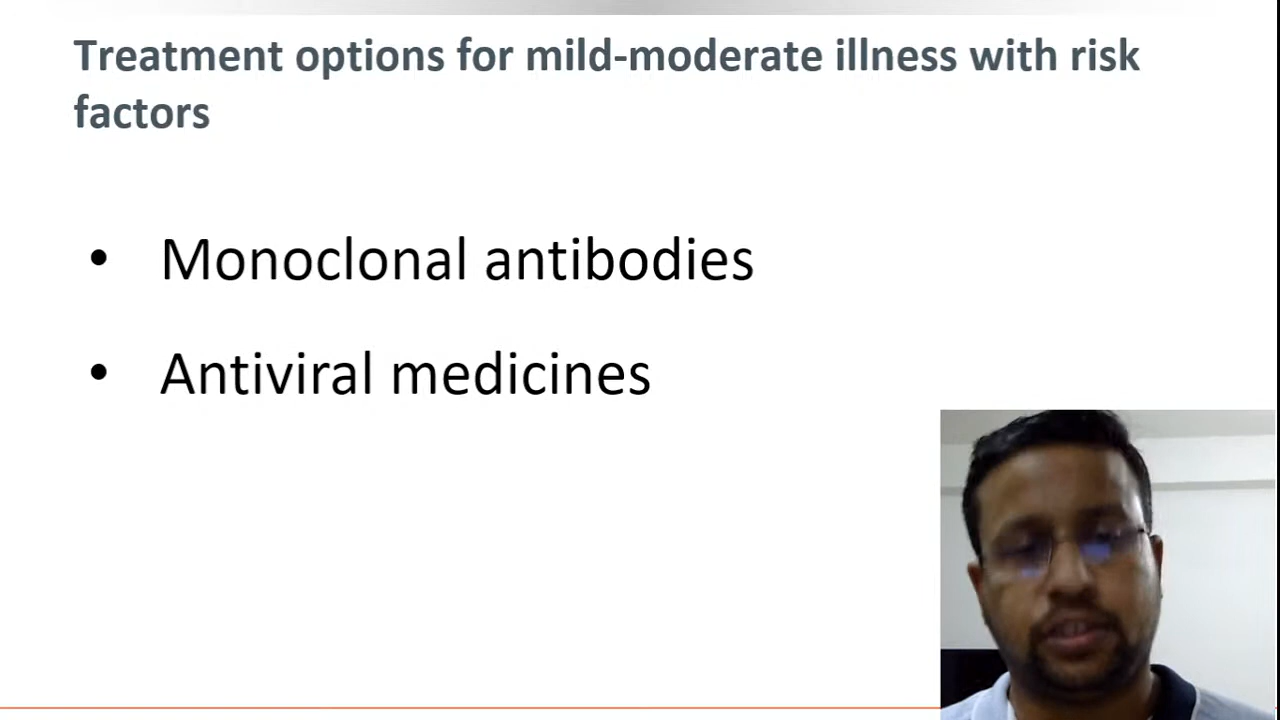 Treatment options for mild-moderate illness with risk
factors
• Monoclonal antibodies
• Antiviral medicines